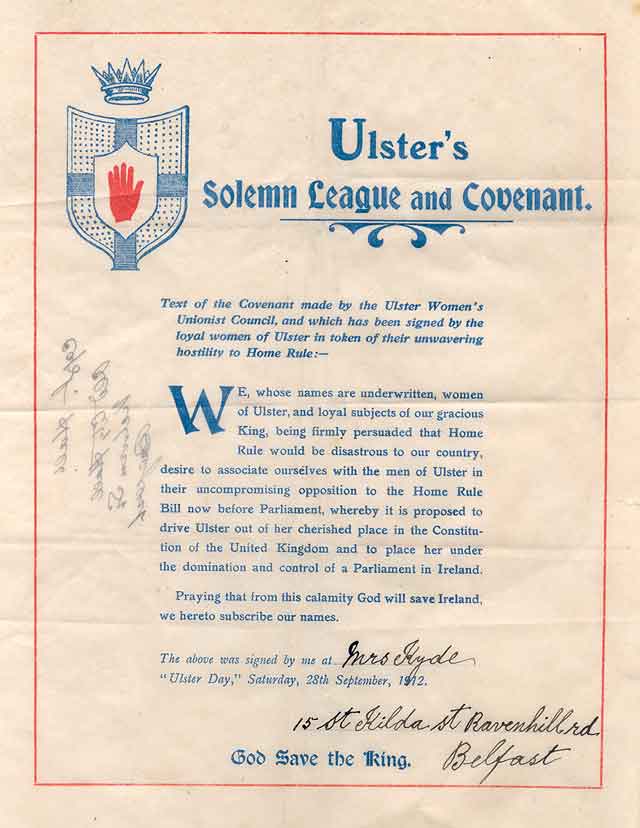 Ulster's
Solemn League and Covenant.
Text of the Covenant made by the Ulster Women's
Unionist Council, and which has been signed by the
loyal women of Ulster in token of their unwavering
hostility to Home Rule:—
WE, whose names are underwritten, women
of Ulster, and loyal subjects of our gracious
King, being firmly persuaded that Home
Rule would be disastrous to our country,
desire to associate ourselves with the men of Ulster in
their uncompromising opposition to the Home Rule
Bill now before Parliament, whereby it is proposed to
drive Ulster out of her cherished place in the Constitu-
tion of the United Kingdom and to place her under
the domination and control of a Parliament in Ireland.
Praying that from this calamity God will save Ireland,
we hereto subscribe our names.
The above was signed by me at Mrs Kyde
"Ulster Day," Saturday, 28th September, 1912.
15 St Kilda St Ravenhill rd
Belfast
God Save the King.